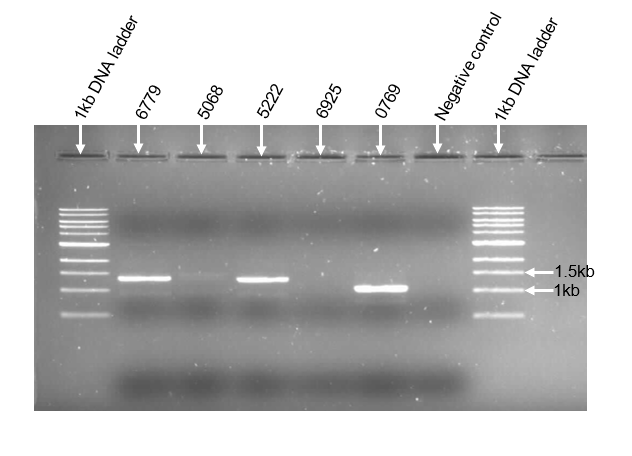 1kb DNA ladder
6779
5068
5222
6925
0769
Negative control
1kb DNA ladder
1.5kb
1kb